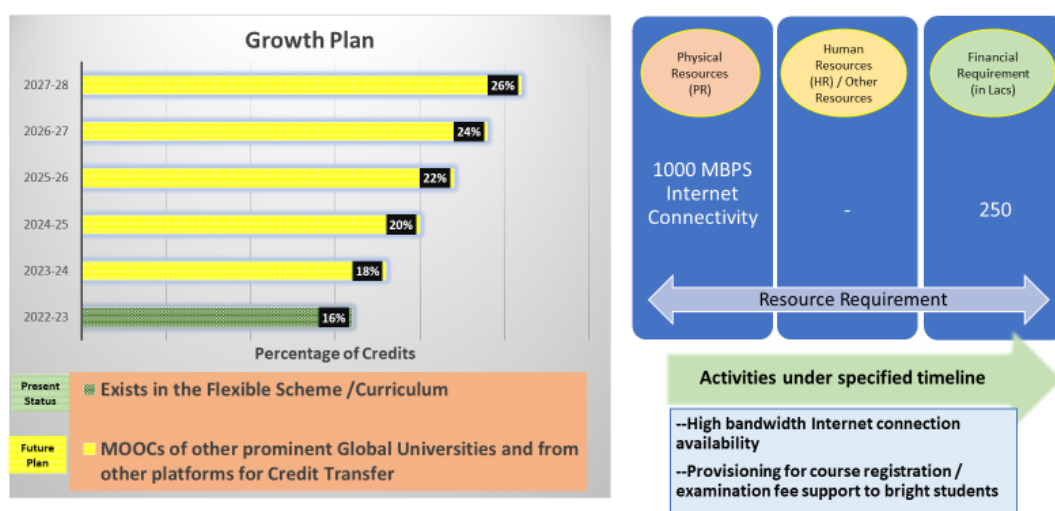 Growth Plan
2027-28
26%
2026-27
24%
2025-26
22%
2024-25
20%
2023-24
18%
2022-23
16%
Percentage of Credits
Present
Status
Exists in the Flexible Scheme /Curriculum
Future
Plan
MOOCs of other prominent Global Universities and from
other platforms for Credit Transfer
Physical
Resources
(PR)
1000 MBPS
Internet
Connectivity
Human
Resources
(HR) / Other
Resources
-
Financial
Requirement
(in Lacs)
250
Resource Requirement
Activities under specified timeline
--High bandwidth Internet connection
availability
--Provisioning for course registration /
examination fee support to bright students